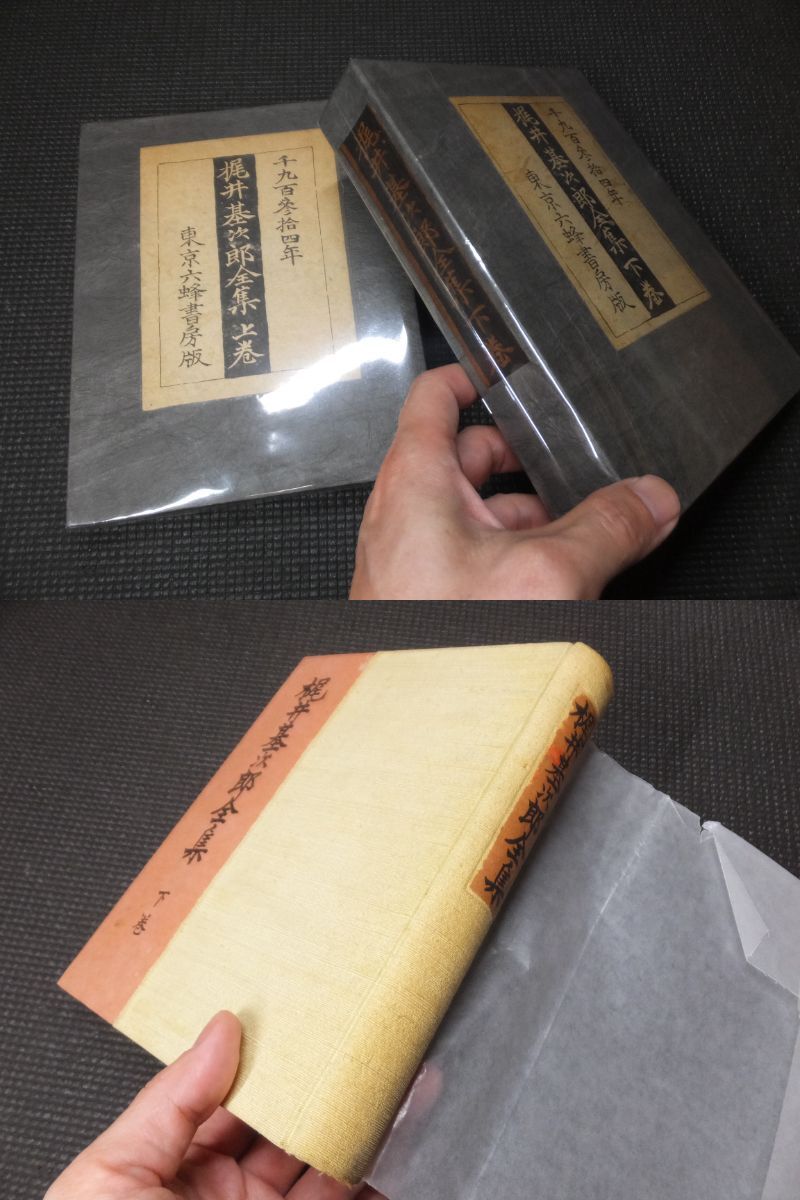 千九百參拾四年
梶井基次郎全集 上巻
東京六蜂書房版
梶井基次郎全集 下巻
千九百參拾四年
梶井基次郎全集 下巻
東京六蜂書房版
梶井基次郎全集
下巻
梶井基次郎全集